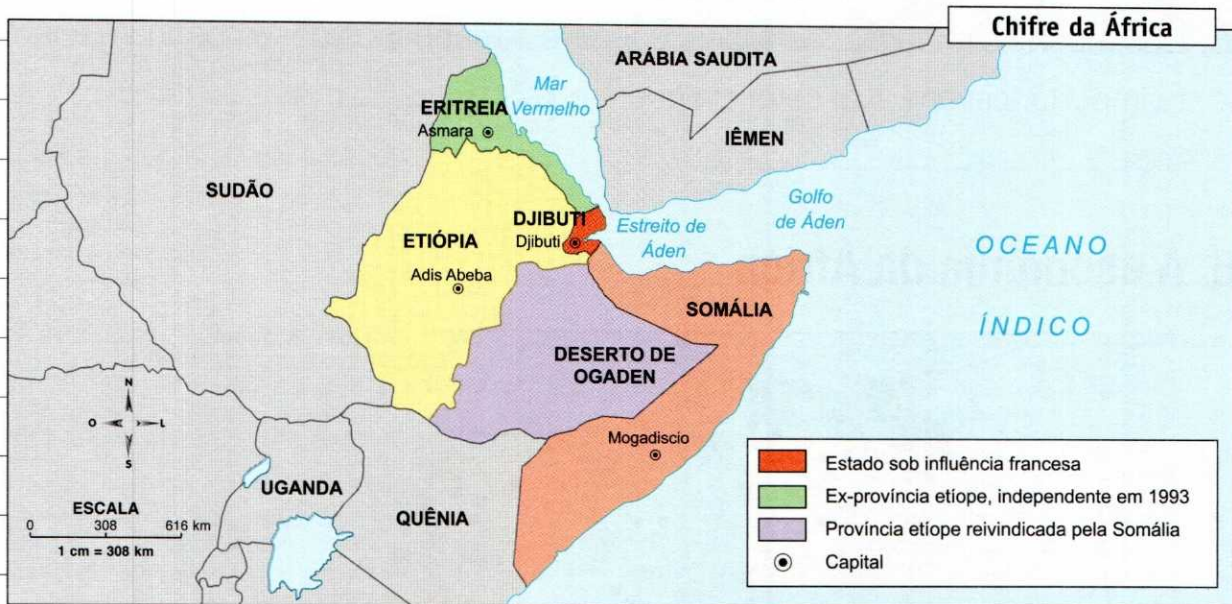 Chifre da África
ARÁBIA SAUDITA
Mar
Vermelho
ERITREIA
Asmara
IÊMEN
SUDÃO
Golfo
de Áden
DJIBUTI
Djibuti
Estreito de
Áden
ETIÓPIA
Adis Abeba
OCEANO
ÍNDICO
SOMÁLIA
DESERTO DE
OGADEN
N
O
L
S
Mogadiscio
UGANDA
QUÊNIA
ESCALA
0 308 616 km
1 cm = 308 km
Estado sob influência francesa
Ex-província etíope, independente em 1993
Província etíope reivindicada pela Somália
Capital